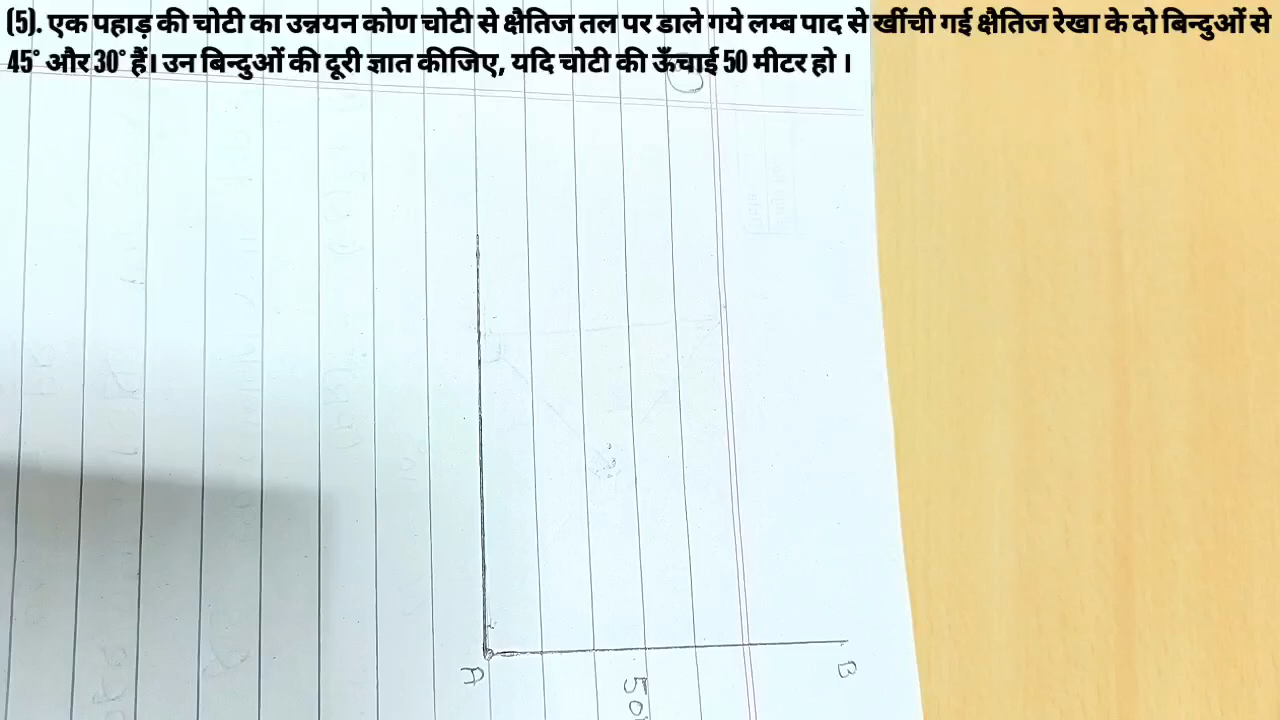 (5). एक पहाड़ की चोटी का उन्नयन कोण चोटी से क्षैतिज तल पर डाले गये लम्ब पाद से खींची गई क्षैतिज रेखा के दो बिन्दुओं से
45° और 30° हैं। उन बिन्दुओं की दूरी ज्ञात कीजिए, यदि चोटी की ऊँचाई 50 मीटर हो ।
A
B